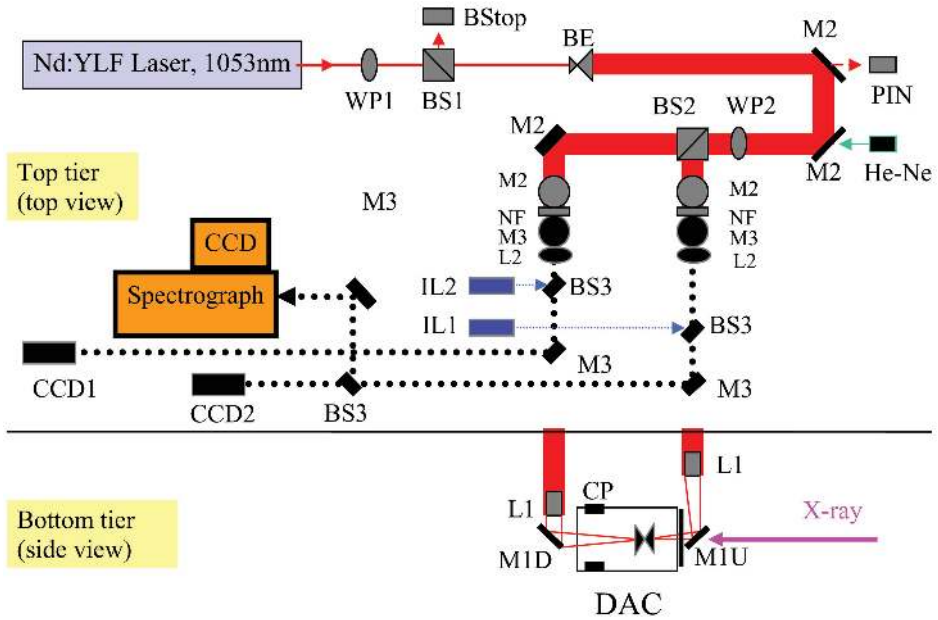 BStop
BE
M2
Nd:YLF Laser, 1053nm
WP1
BS1
PIN
BS2
WP2
M2
M2
He-Ne
Top tier
(top view)
M3
M2
M2
NF
NF
M3
M3
L2
L2
CCD
Spectrograph
IL2
BS3
IL1
BS3
CCD1
M3
CCD2
BS3
M3
L1
CP
L1
X-ray
Bottom tier
(side view)
M1D
M1U
DAC